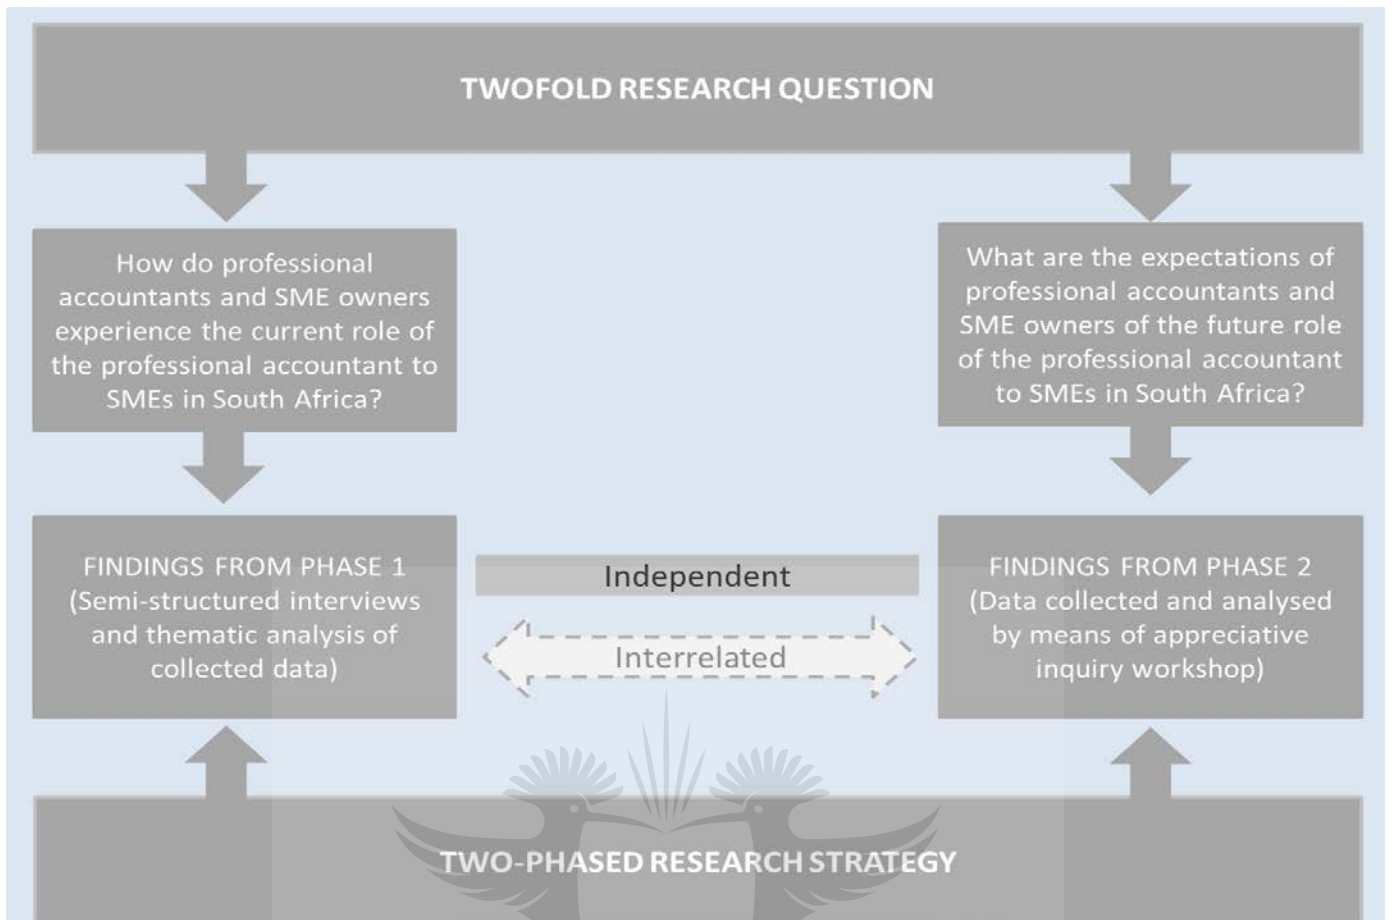 TWOFOLD RESEARCH QUESTION
How do professional
accountants and SME owners
experience the current role of
the professional accountant to
SMEs in South Africa?
What are the expectations of
professional accountants and
SME owners of the future role
of the professional accountant
to SMEs in South Africa?
FINDINGS FROM PHASE 1
(Semi-structured interviews
and thematic analysis of
collected data)
Independent
Interrelated
FINDINGS FROM PHASE 2
(Data collected and analysed
by means of appreciative
inquiry workshop)
TWO-PHASED RESEARCH STRATEGY